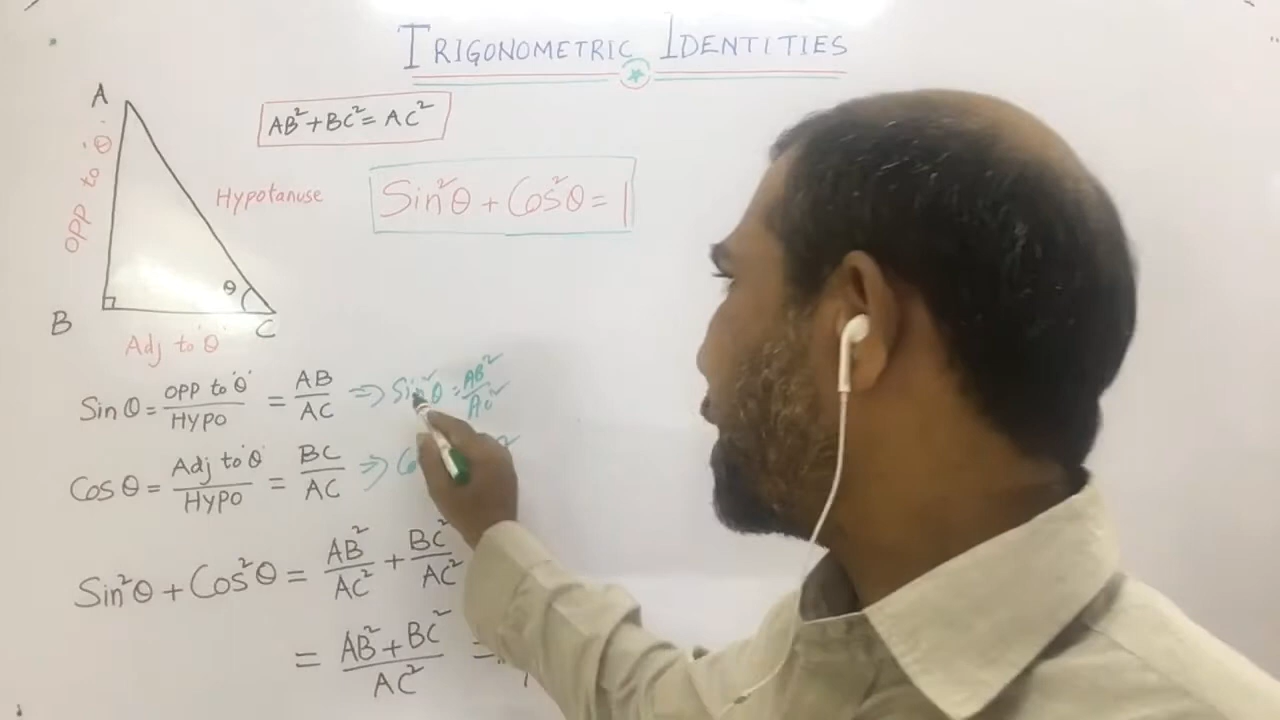 TRIGONOMETRIC IDENTITIES
A
AB² + BC² = AC²
OPP to 'θ'
Hypotanuse
Sin²θ + Cos²θ = 1
θ
B
C
Adj to 'θ'
Sin θ = OPP to 'θ' / HYPO = AB / AC ⇒ Sin²θ = AB² / AC²
Cos θ = Adj to 'θ' / HYPO = BC / AC ⇒
Sin²θ + Cos²θ = AB² / AC² + BC² / AC²
= AB² + BC² / AC² =